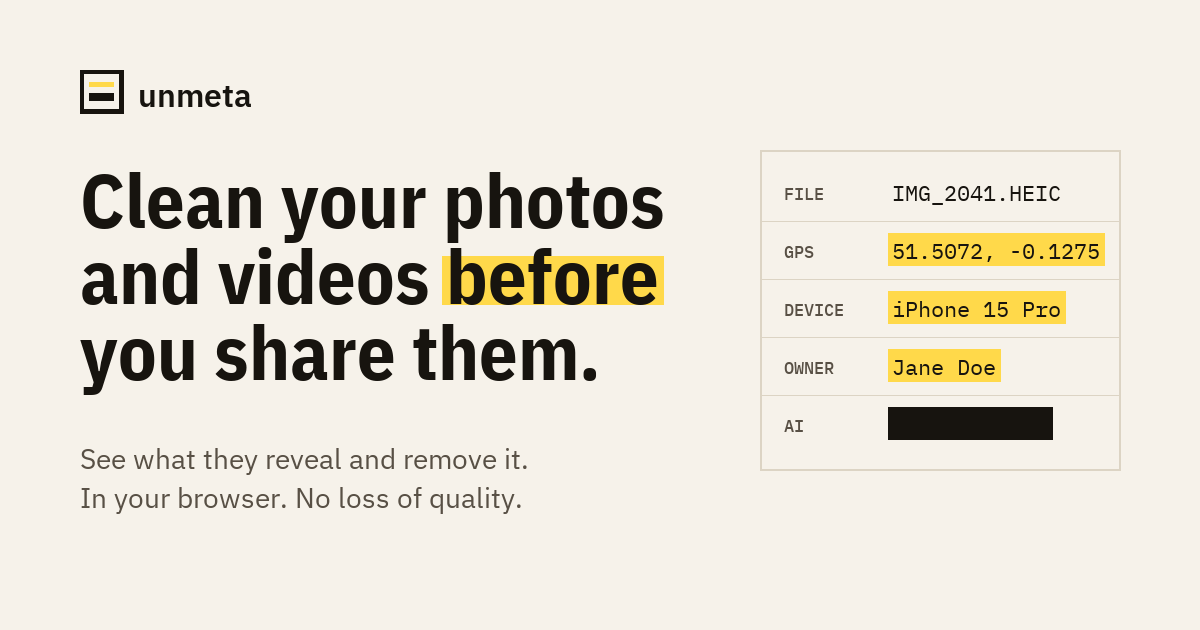 unmeta
Clean your photos
and videos before
you share them.
See what they reveal and remove it.
In your browser. No loss of quality.
FILE IMG_2041.HEIC
GPS 51.5072, -0.1275
DEVICE iPhone 15 Pro
OWNER Jane Doe
AI